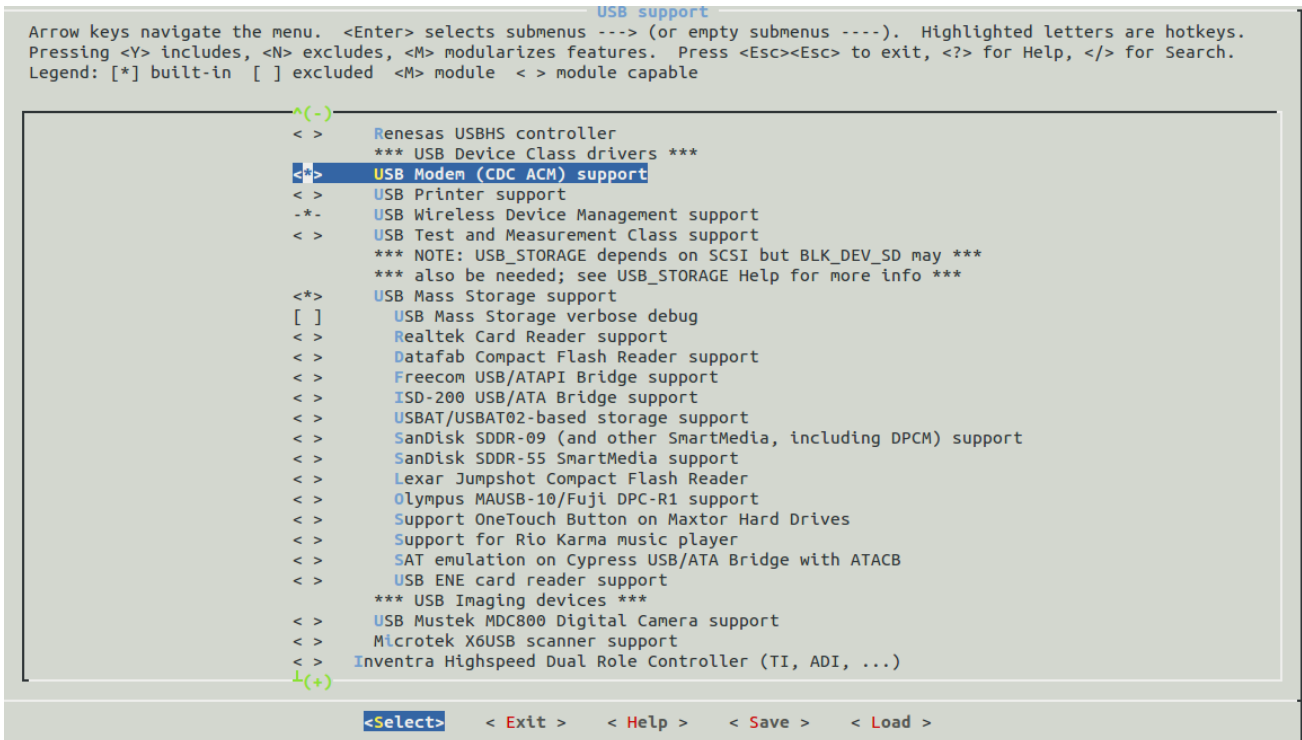 USB support
Arrow keys navigate the menu.  <Enter> selects submenus ---> (or empty submenus ----).  Highlighted letters are hotkeys.
Pressing <Y> includes, <N> excludes, <M> modularizes features.  Press <Esc><Esc> to exit, <?> for Help, </> for Search.
Legend: [*] built-in  [ ] excluded  <M> module  < > module capable
^(-)
< > Renesas USBHS controller
*** USB Device Class drivers ***
<*> USB Modem (CDC ACM) support
< > USB Printer support
-*- USB Wireless Device Management support
< > USB Test and Measurement Class support
*** NOTE: USB_STORAGE depends on SCSI but BLK_DEV_SD may ***
*** also be needed; see USB_STORAGE Help for more info ***
<*> USB Mass Storage support
[ ] USB Mass Storage verbose debug
< > Realtek Card Reader support
< > Datafab Compact Flash Reader support
< > Freecom USB/ATAPI Bridge support
< > ISD-200 USB/ATA Bridge support
< > USBAT/USBAT02-based storage support
< > SanDisk SDDR-09 (and other SmartMedia, including DPCM) support
< > SanDisk SDDR-55 SmartMedia support
< > Lexar Jumpshot Compact Flash Reader
< > Olympus MAUSB-10/Fuji DPC-R1 support
< > Support OneTouch Button on Maxtor Hard Drives
< > Support for Rio Karma music player
< > SAT emulation on Cypress USB/ATA Bridge with ATACB
< > USB ENE card reader support
*** USB Imaging devices ***
< > USB Mustek MDC800 Digital Camera support
< > Microtek X6USB scanner support
< > Inventra Highspeed Dual Role Controller (TI, ADI, ...)
┴(+)
<Select>    < Exit >    < Help >    < Save >    < Load >